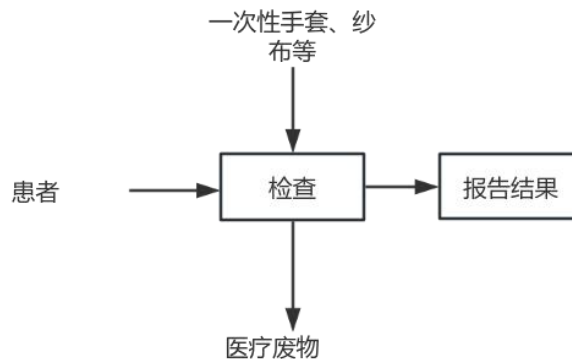 一次性手套、纱
布等
患者
检查
报告结果
医疗废物